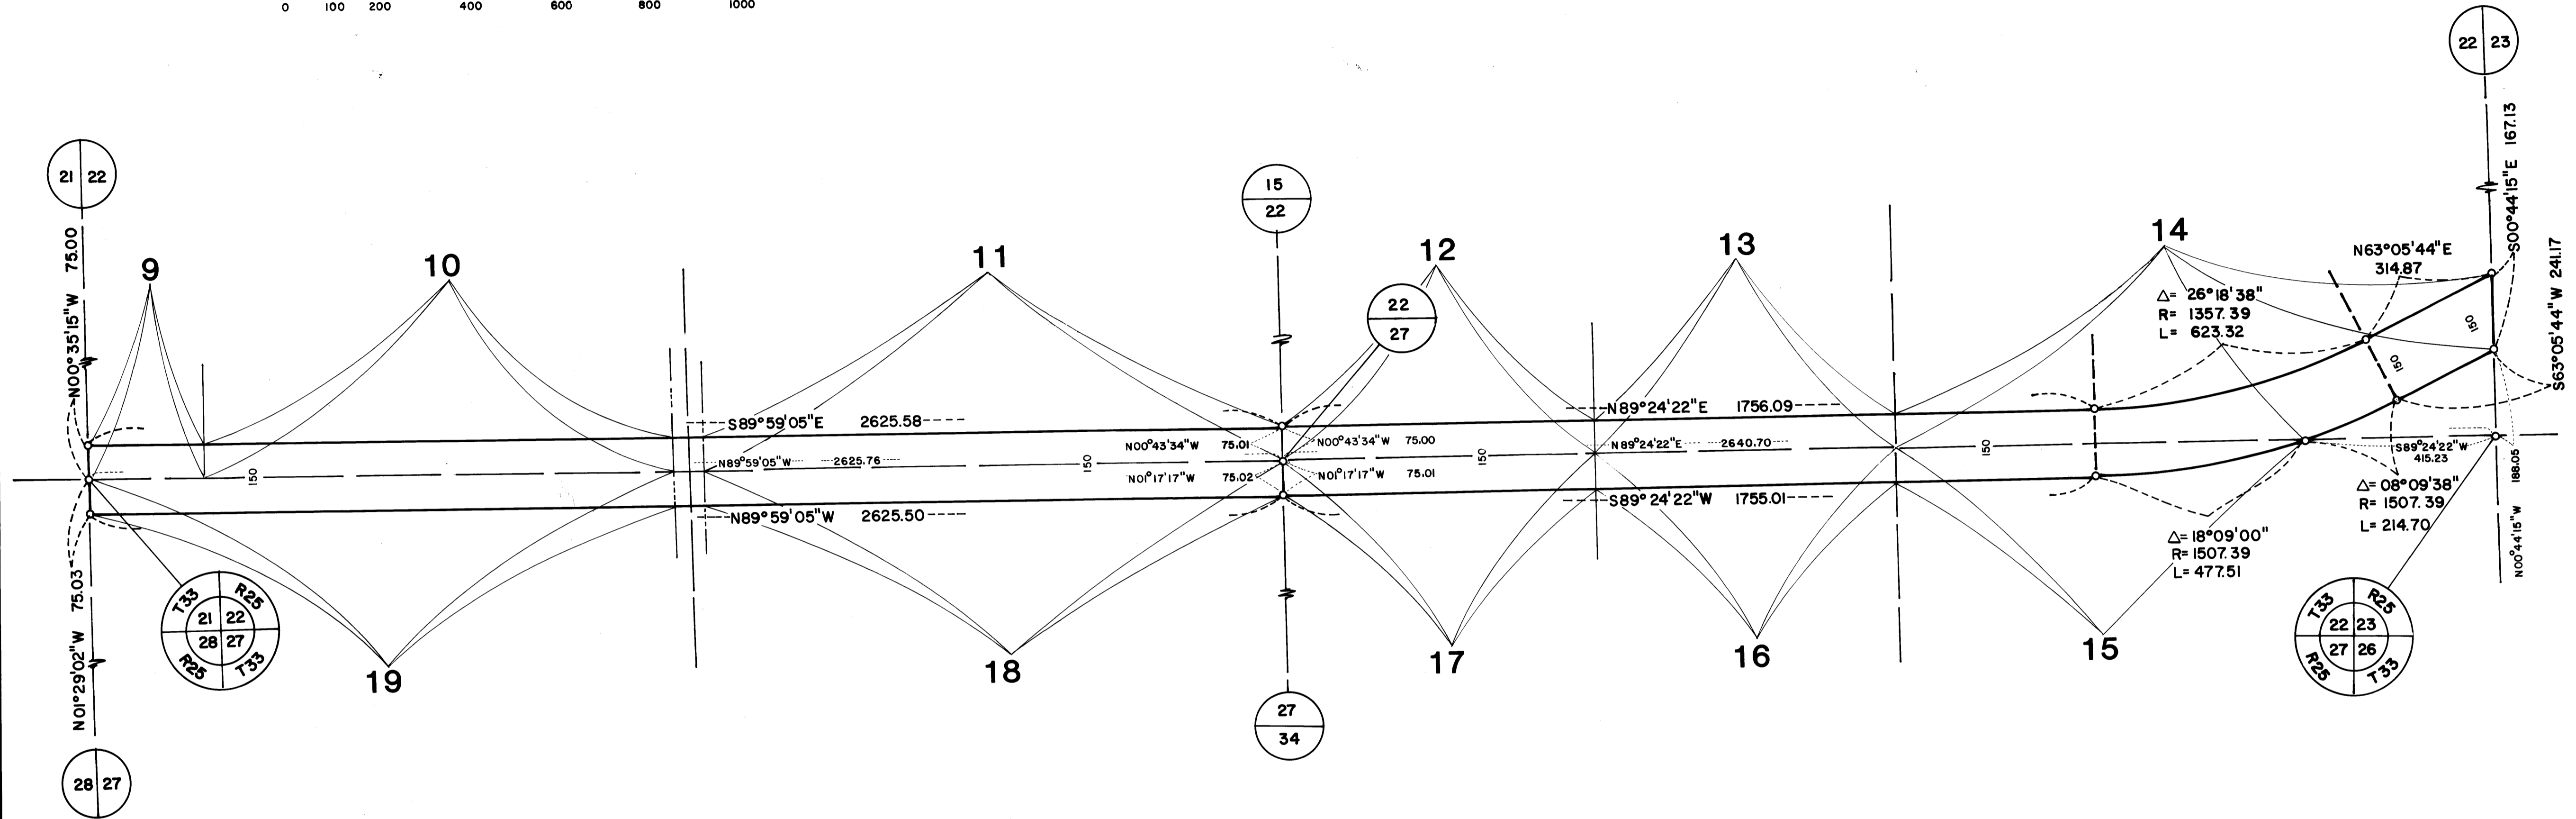 0 100 200 400 600 800 1000
22 23
S00°44'15"E 167.13
21 22
N00°35'15"W 75.00
15
22
9
10
11
12
13
14
22
27
N63°05'44"E
314.87
S63°05'44"W 241.17
Δ= 26°18'38"
R= 1357.39
L= 623.32
150
150
S89°59'05"E 2625.58
N89°24'22"E 1756.09
N00°43'34"W 75.01
N00°43'34"W 75.00
N89°24'22"E 2640.70
N89°59'05"W 2625.76
150
150
150
150
N01°17'17"W 75.02
N01°17'17"W 75.01
S89°24'22"W
415.23
188.05
N89°59'05"W 2625.50
S89°24'22"W 1755.01
Δ= 08°09'38"
R= 1507.39
L= 214.70
N00°44'15"W
Δ= 18°09'00"
R= 1507.39
L= 477.51
N01°29'02"W 75.03
T33 R25
21 22
28 27
R25 T33
T33 R25
22 23
27 26
R25 T33
19
18
17
16
15
27
34
28 27